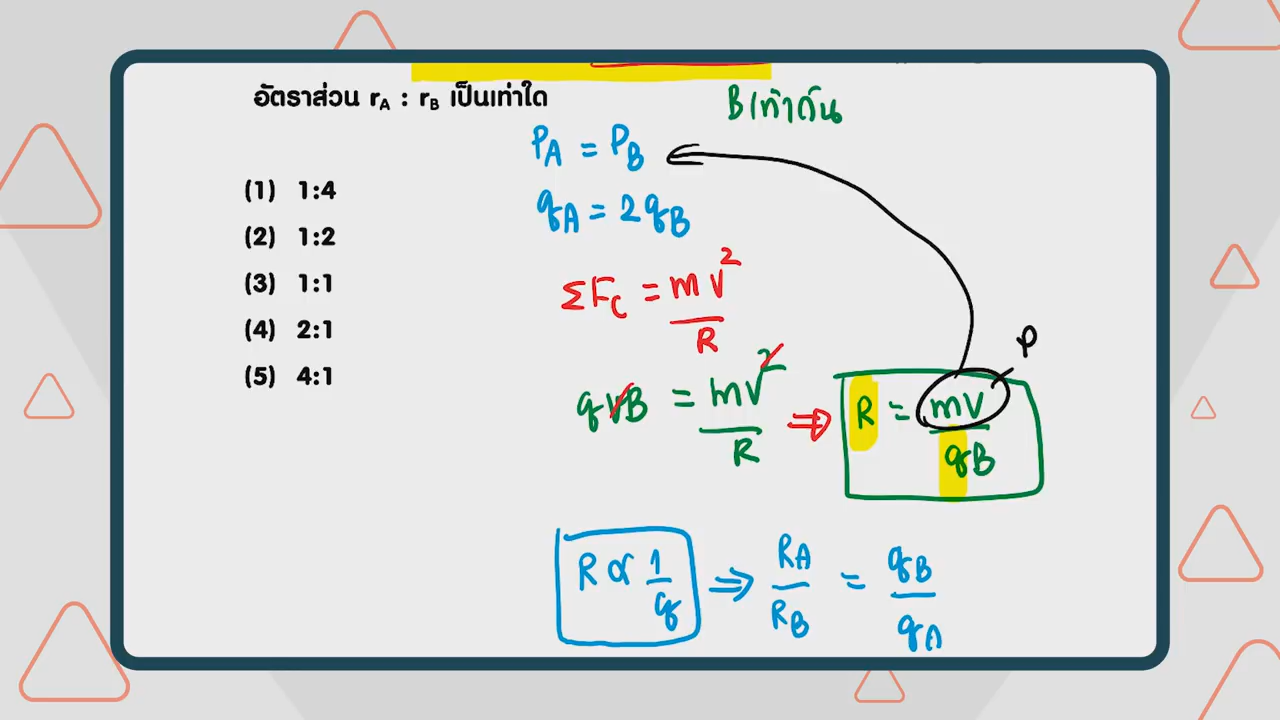 อัตราส่วน rA : rB เป็นเท่าใด
B เท่ากัน
PA = PB
qA = 2qB
(1) 1:4
(2) 1:2
(3) 1:1
(4) 2:1
(5) 4:1
ΣFC = mv²/R
P
qvB = mv²/R ⇒ R = mv/qB
R ∝ 1/q ⇒ RA/RB = qB/qA